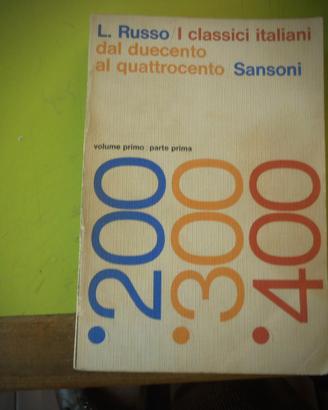 L. Russo / I classici italiani
dal duecento
al quattrocento Sansoni
volume primo parte prima
•200
•300
•400